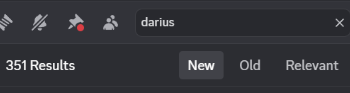 darius
351 Results
New
Old
Relevant